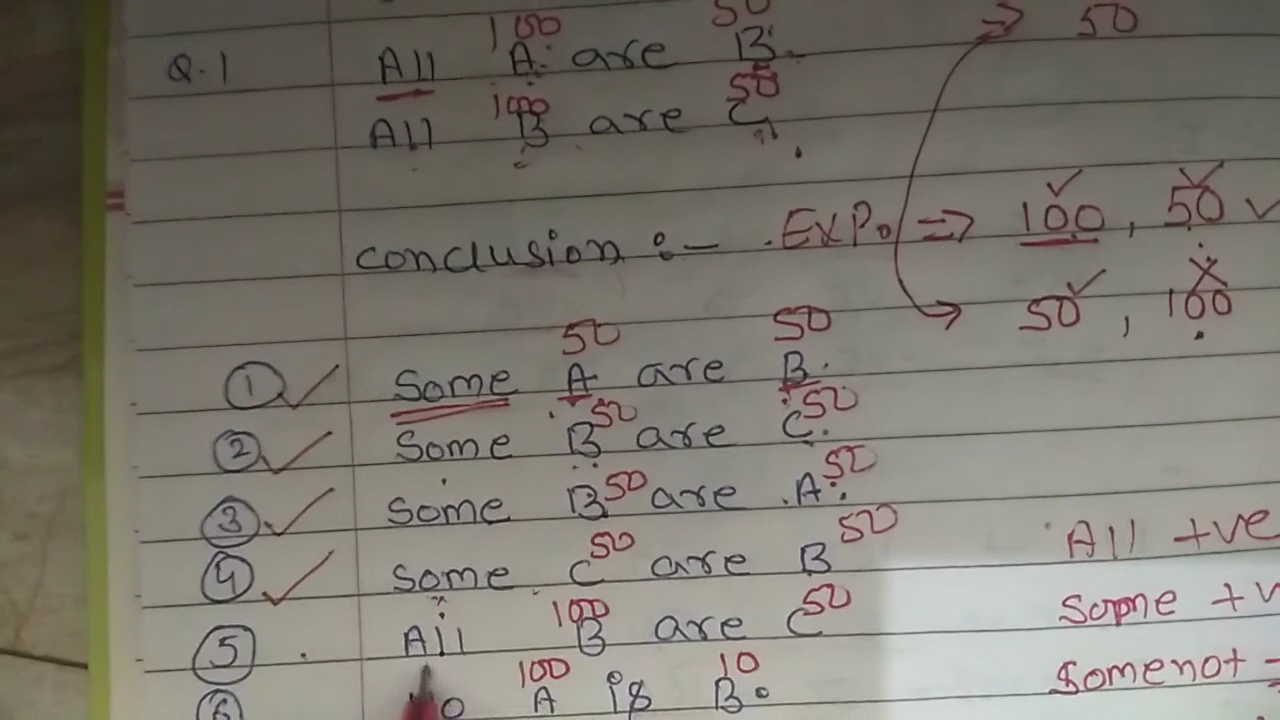 100 50 ⇒ 50
Q.1 All A are B.
100 50
All B are C.
conclusion :- Exp. ⇒ 100, 50
50, 100
50 50
① Some A are B.
50 50
② Some B are C.
③ Some B 50 are A. 50
50 50
④ Some C are B
All +ve
100 50
⑤ All B are C
Some +v
100 10
⑥ No A is B.
Somenot -